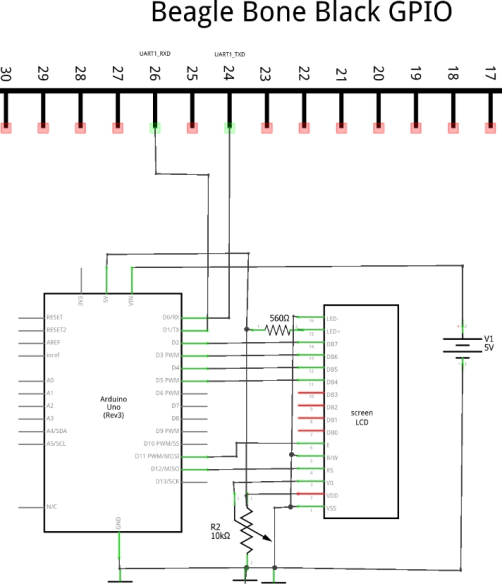 Beagle Bone Black GPIO
UART1_RXD
UART1_TXD
30 29 28 27 26 25 24 23 22 21 20 19 18 17
3V3
5V
VIN
RESET
RESET2
AREF
ioref
A0
A1
A2
A3
A4/SDA
A5/SCL
N/C
GND
Arduino
Uno
(Rev3)
D0/RX
D1/TX
D2
D3 PWM
D4
D5 PWM
D6 PWM
D7
D8
D9 PWM
D10 PWM/SS
D11 PWM/MOSI
D12/MISO
D13/SCK
560Ω
LED-
LED+
DB7
DB6
DB5
DB4
DB3
DB2
DB1
DB0
E
R/W
RS
V0
VDD
VSS
screen
LCD
V1
5V
R2
10kΩ